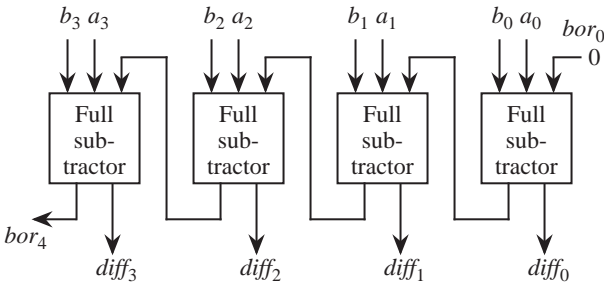 b3 a3 b2 a2 b1 a1 b0 a0 bor0
0
Full Full Full Full
sub- sub- sub- sub-
tractor tractor tractor tractor
bor4
diff3 diff2 diff1 diff0